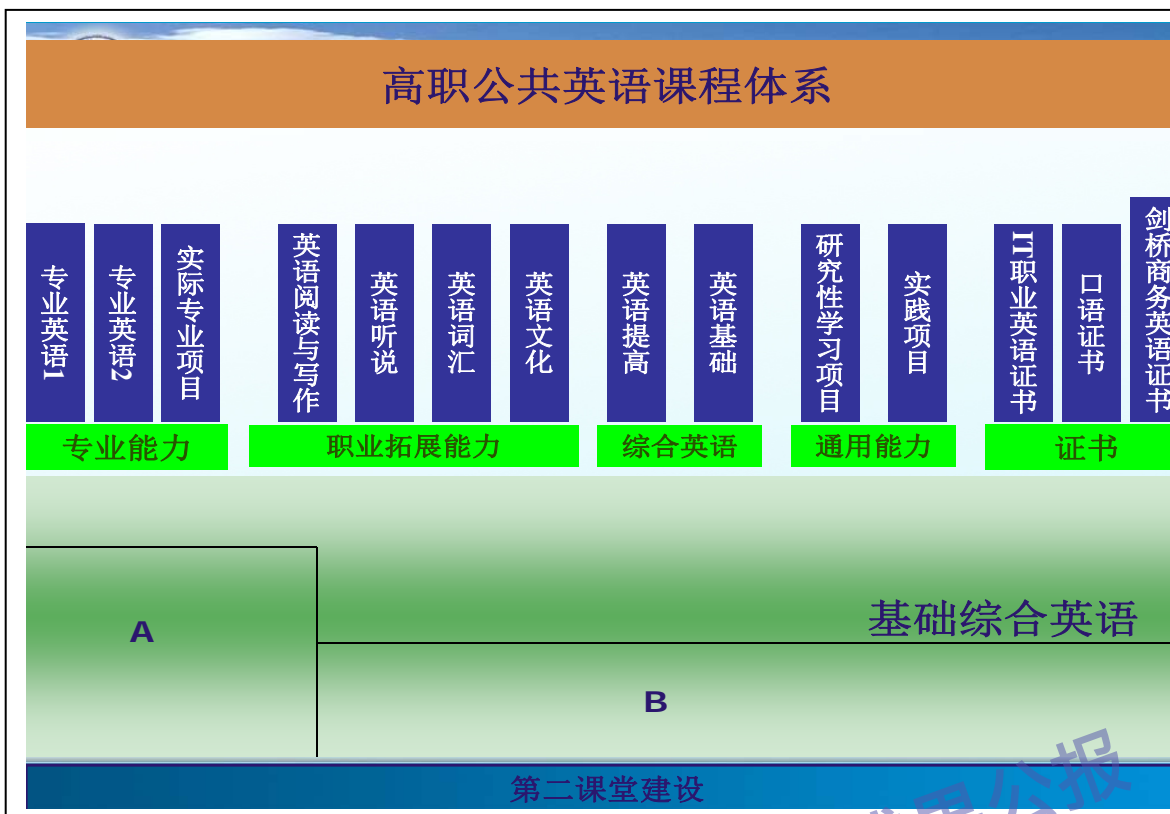 高职公共英语课程体系
专业英语1
专业英语2
实际专业项目
英语阅读与写作
英语听说
英语词汇
英语文化
英语提高
英语基础
研究性学习项目
实践项目
IT职业英语证书
口语证书
剑桥商务英语证书
专业能力
职业拓展能力
综合英语
通用能力
证书
基础综合英语
A
B
第二课堂建设
公报